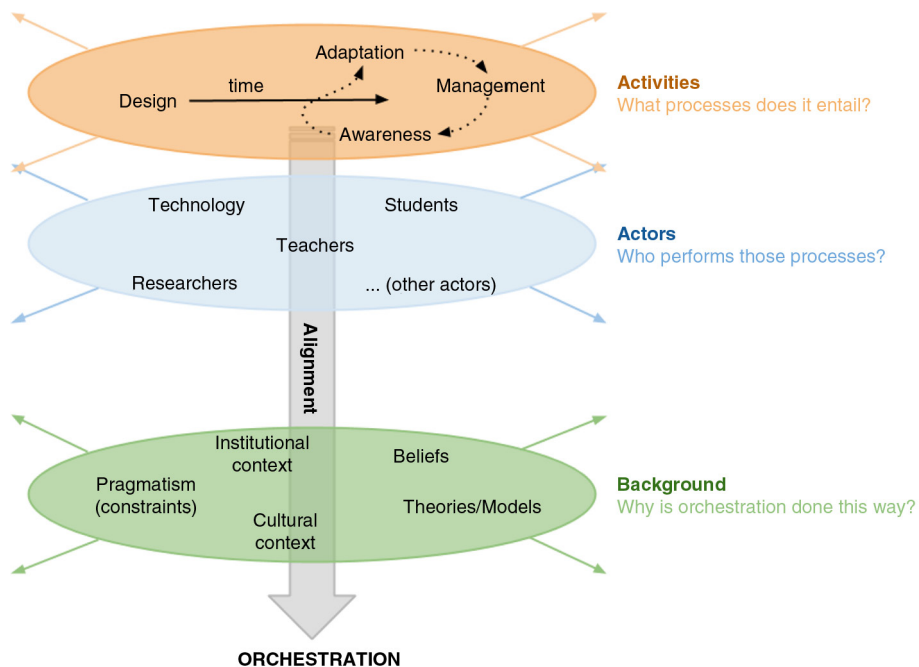 Adaptation
time
Management
Design
Awareness
Activities
What processes does it entail?
Technology
Students
Teachers
Researchers
... (other actors)
Actors
Who performs those processes?
Alignment
Institutional
context
Beliefs
Pragmatism
(constraints)
Theories/Models
Cultural
context
Background
Why is orchestration done this way?
ORCHESTRATION